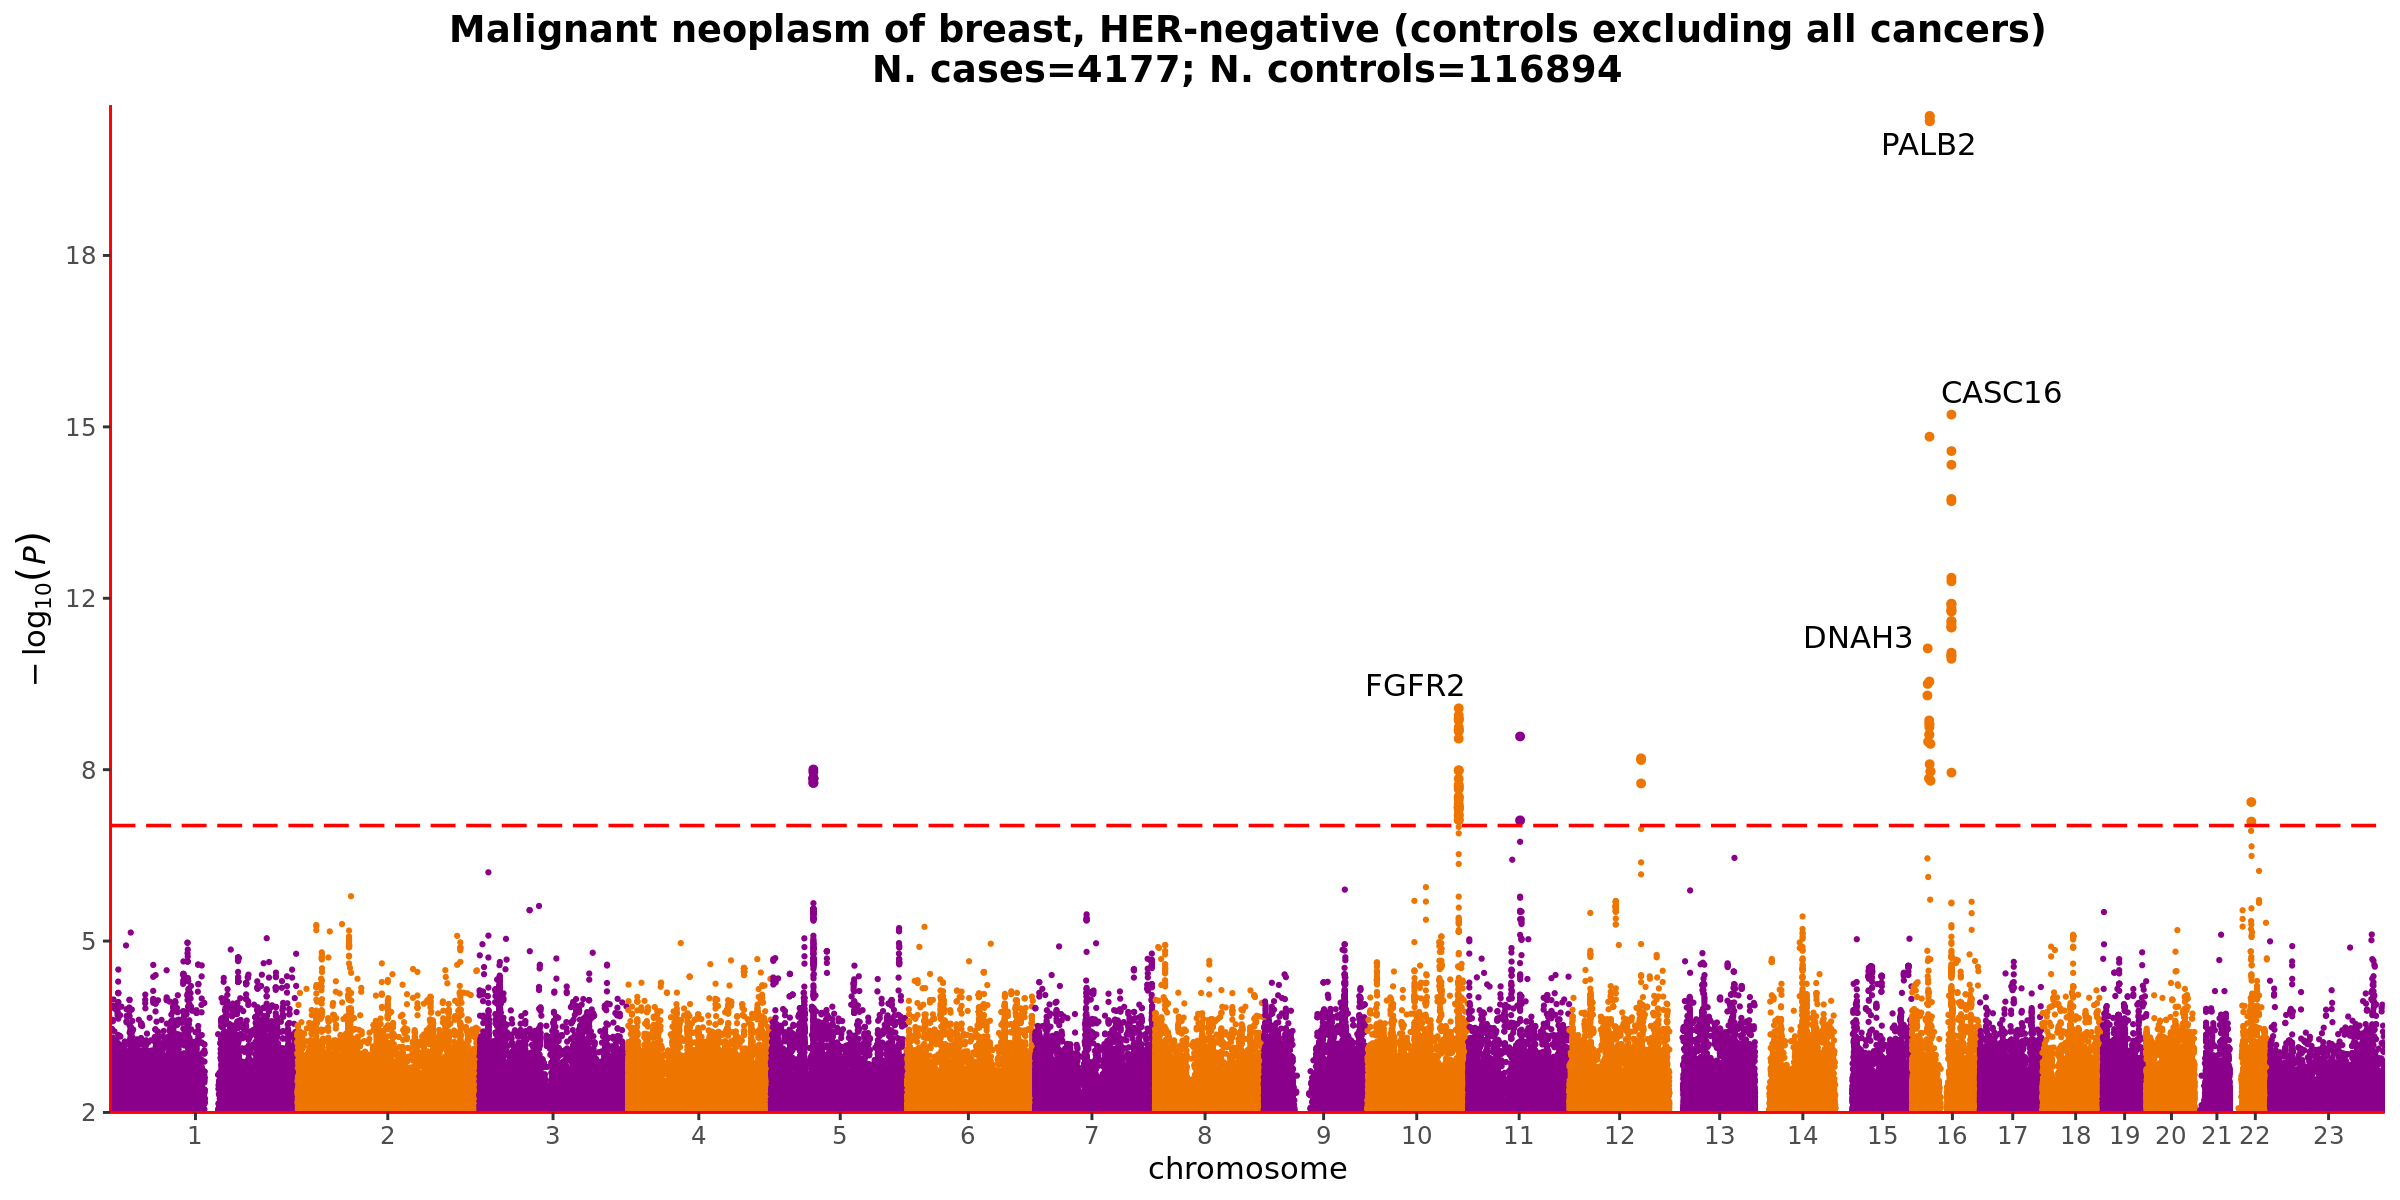 Malignant neoplasm of breast, HER-negative (controls excluding all cancers)
N. cases=4177; N. controls=116894
PALB2
18
CASC16
15
− log10(P)
12
DNAH3
FGFR2
8
5
2
1 2 3 4 5 6 7 8 9 10 11 12 13 14 15 16 17 18 19 20 21 22 23
chromosome